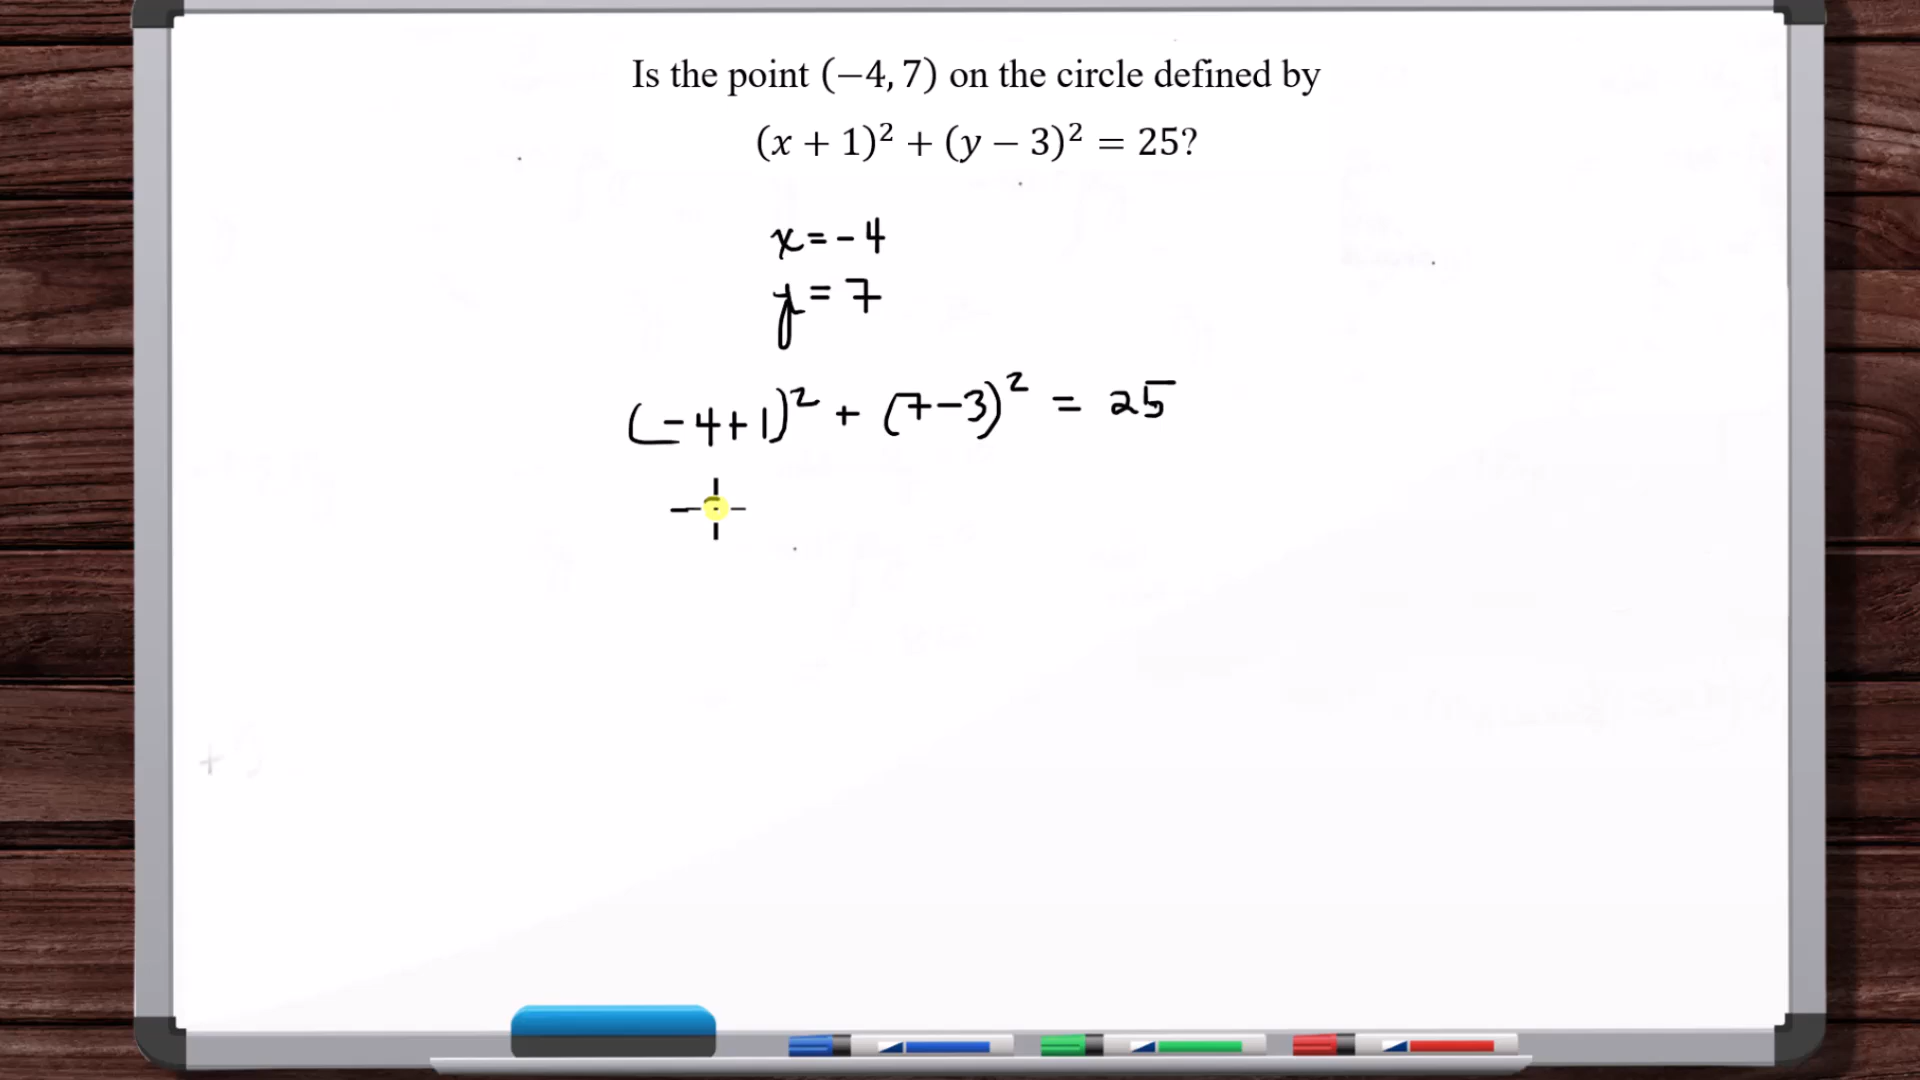 Is the point (−4, 7) on the circle defined by
(x + 1)² + (y − 3)² = 25?
x = -4
y = 7
(-4+1)² + (7-3)² = 25
-